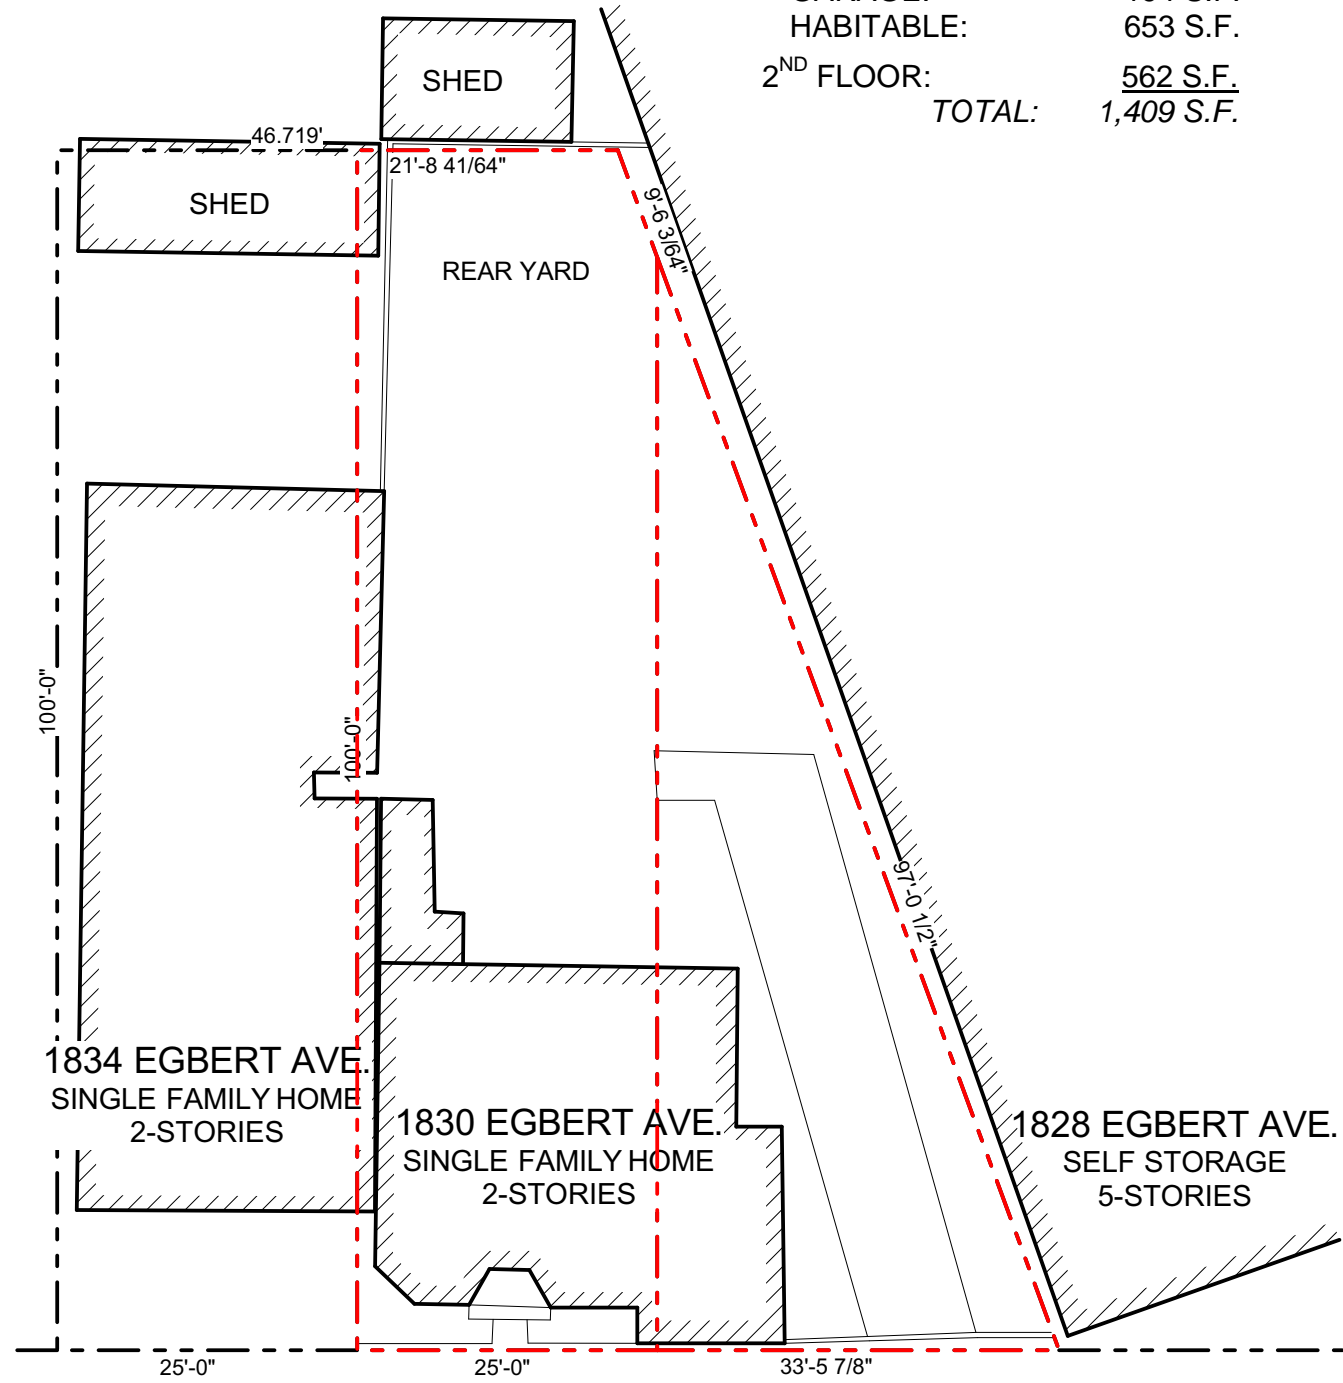 HABITABLE: 653 S.F.
2ND FLOOR: 562 S.F.
TOTAL: 1,409 S.F.
SHED
46.719'
21'-8 41/64"
SHED
9'-6 3/64"
REAR YARD
100'-0"
100'-0"
97'-0 1/2"
1834 EGBERT AVE.
SINGLE FAMILY HOME
2-STORIES
1830 EGBERT AVE.
SINGLE FAMILY HOME
2-STORIES
1828 EGBERT AVE.
SELF STORAGE
5-STORIES
25'-0"
25'-0"
33'-5 7/8"